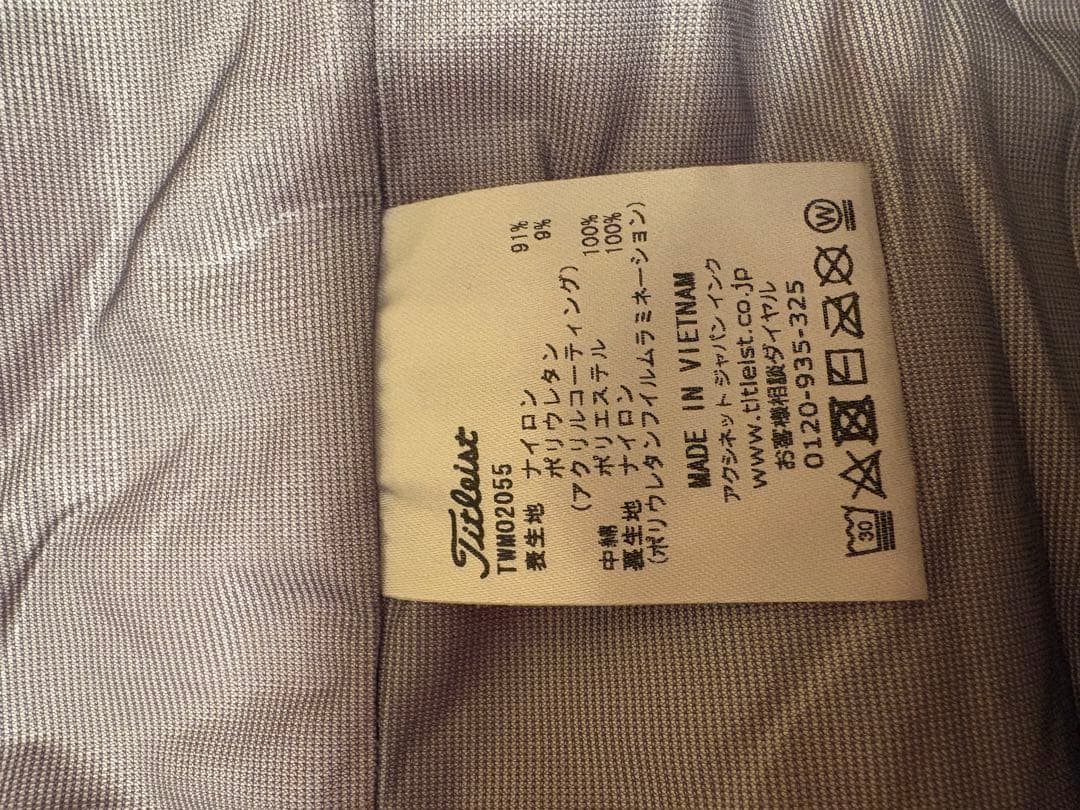 Titleist
TWMO2055
表生地 ナイロン 91%
ポリウレタン 9%
(アクリルコーティング)
中綿 ポリエステル 100%
裏生地 ナイロン 100%
(ポリウレタンフィルムラミネーション)
MADE IN VIETNAM
アクシネット ジャパン インク
www.titleist.co.jp
お客様相談ダイヤル
0120-935-325
30
W